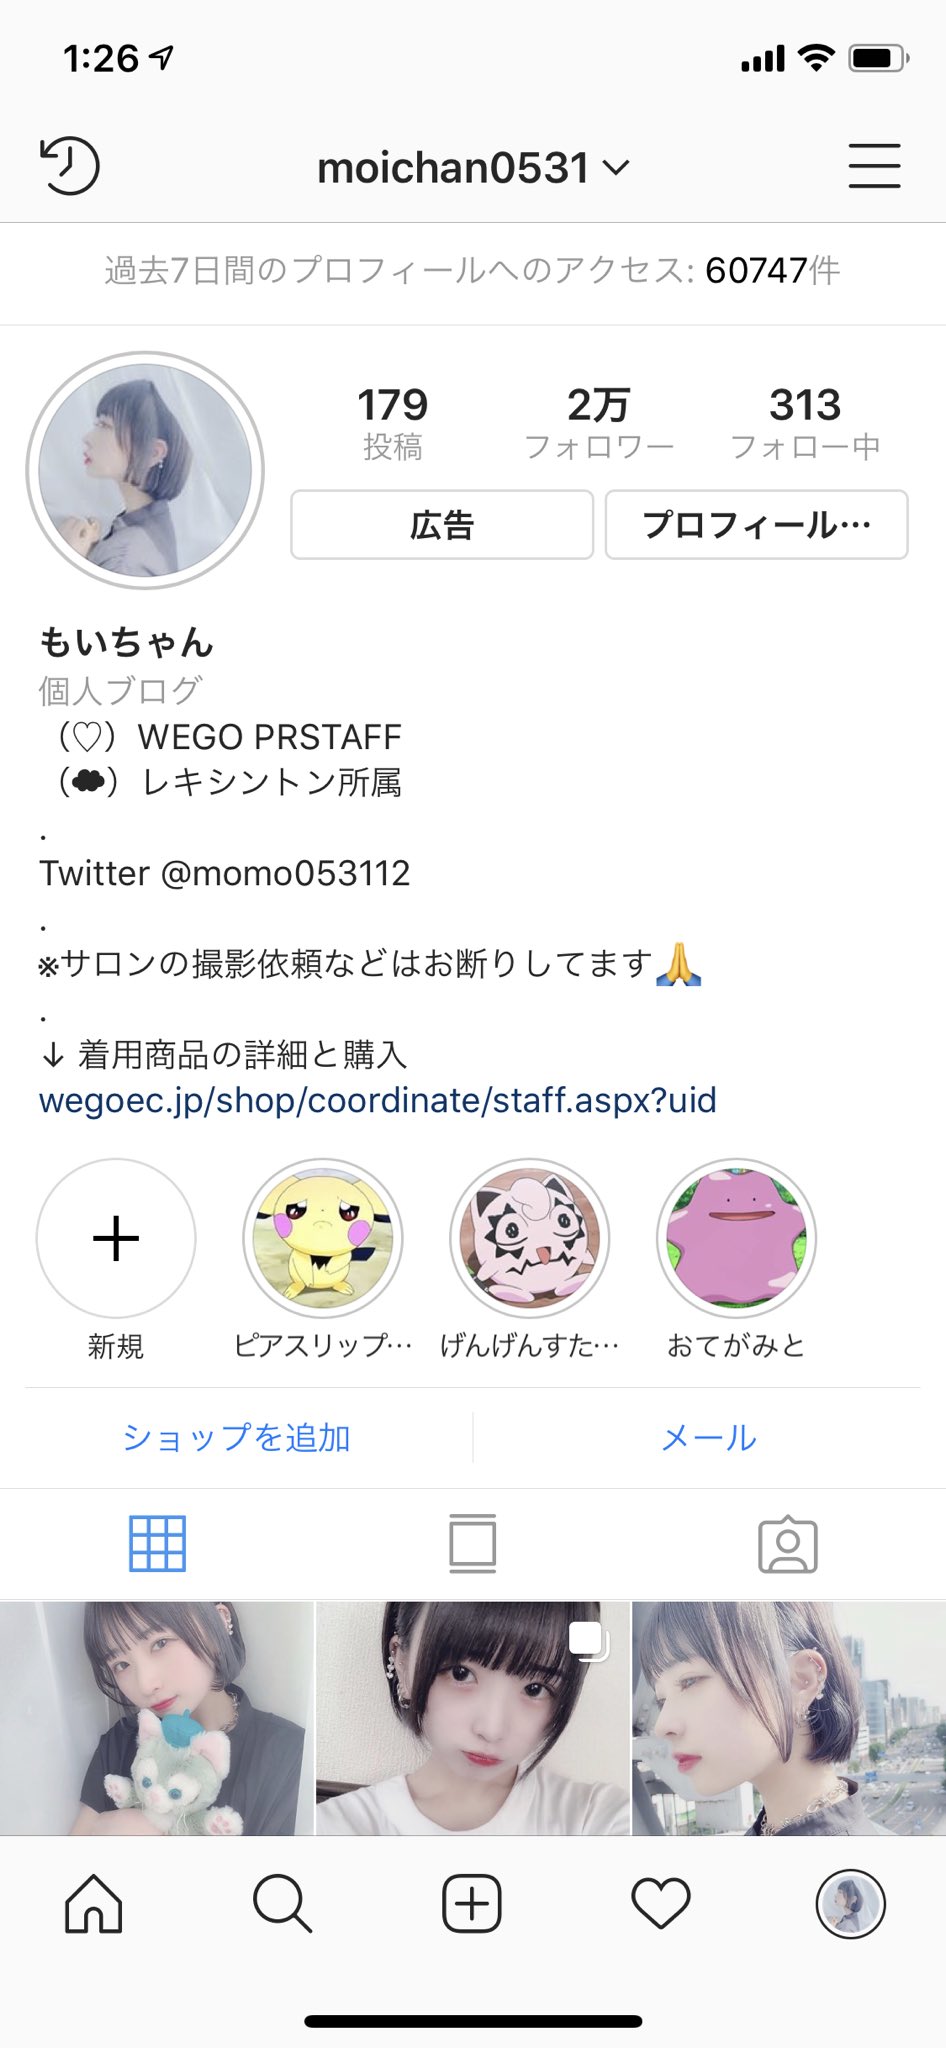 1:26
moichan0531
過去7日間のプロフィールへのアクセス: 60747件
179 2万 313
投稿 フォロワー フォロー中
広告 プロフィール…
もいちゃん
個人ブログ
（♡）WEGO PRSTAFF
（☁）レキシントン所属
.
Twitter @momo053112
.
※サロンの撮影依頼などはお断りしてます🙏
.
↓ 着用商品の詳細と購入
wegoec.jp/shop/coordinate/staff.aspx?uid
新規 ピアスリップ… げんげんすた… おてがみと
ショップを追加 メール